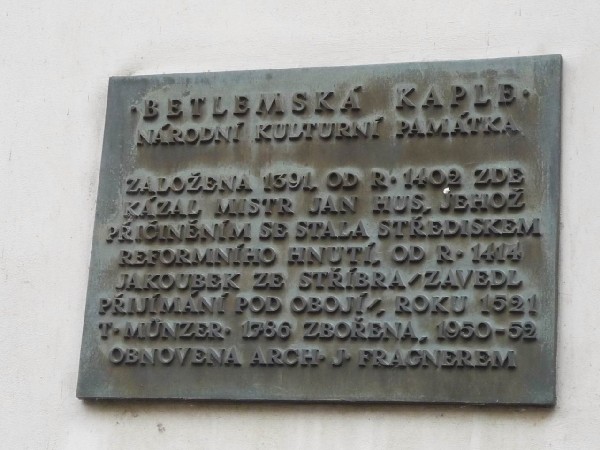 ·BETLEMSKÁ KAPLE·
NÁRODNÍ KULTURNÍ PAMÁTKA
ZALOŽENA 1391. OD R· 1402 ZDE
KÁZAL MISTR JAN HUS, JEHOŽ
PŘIČINĚNÍM SE STALA STŘEDISKEM
REFORMNÍHO HNUTÍ. OD R· 1414
JAKOUBEK ZE STŘÍBRA/ZAVEDL
PŘIJÍMÁNÍ POD OBOJÍ/, ROKU 1521
T· MÜNZER· 1786 ZBOŘENA, 1950-52
OBNOVENA ARCH· J· FRAGNEREM